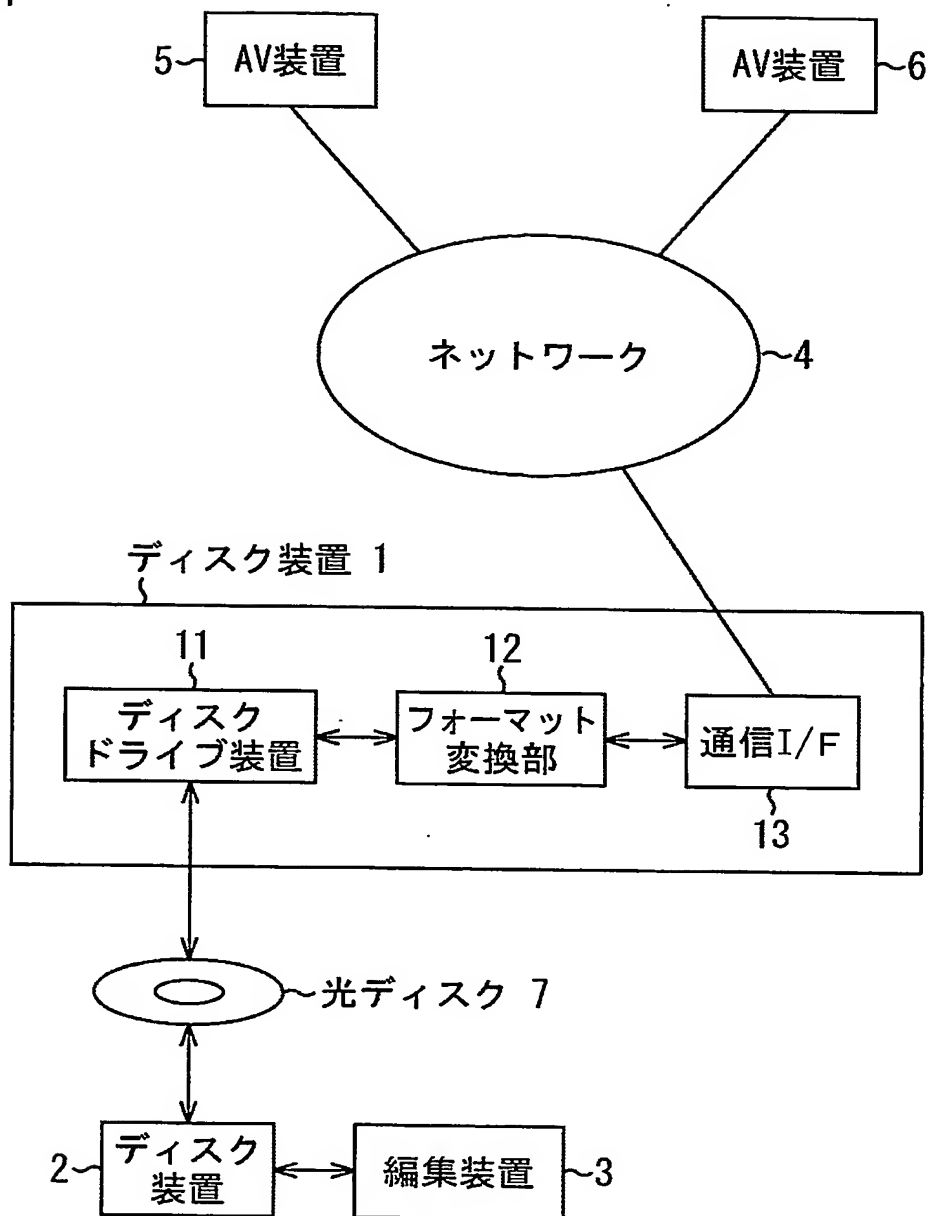 5 AV装置
AV装置 6
ネットワーク 4
ディスク装置 1
11
12
ディスク
ドライブ装置
フォーマット
変換部
通信I/F
13
光ディスク 7
2 ディスク
装置
編集装置 3